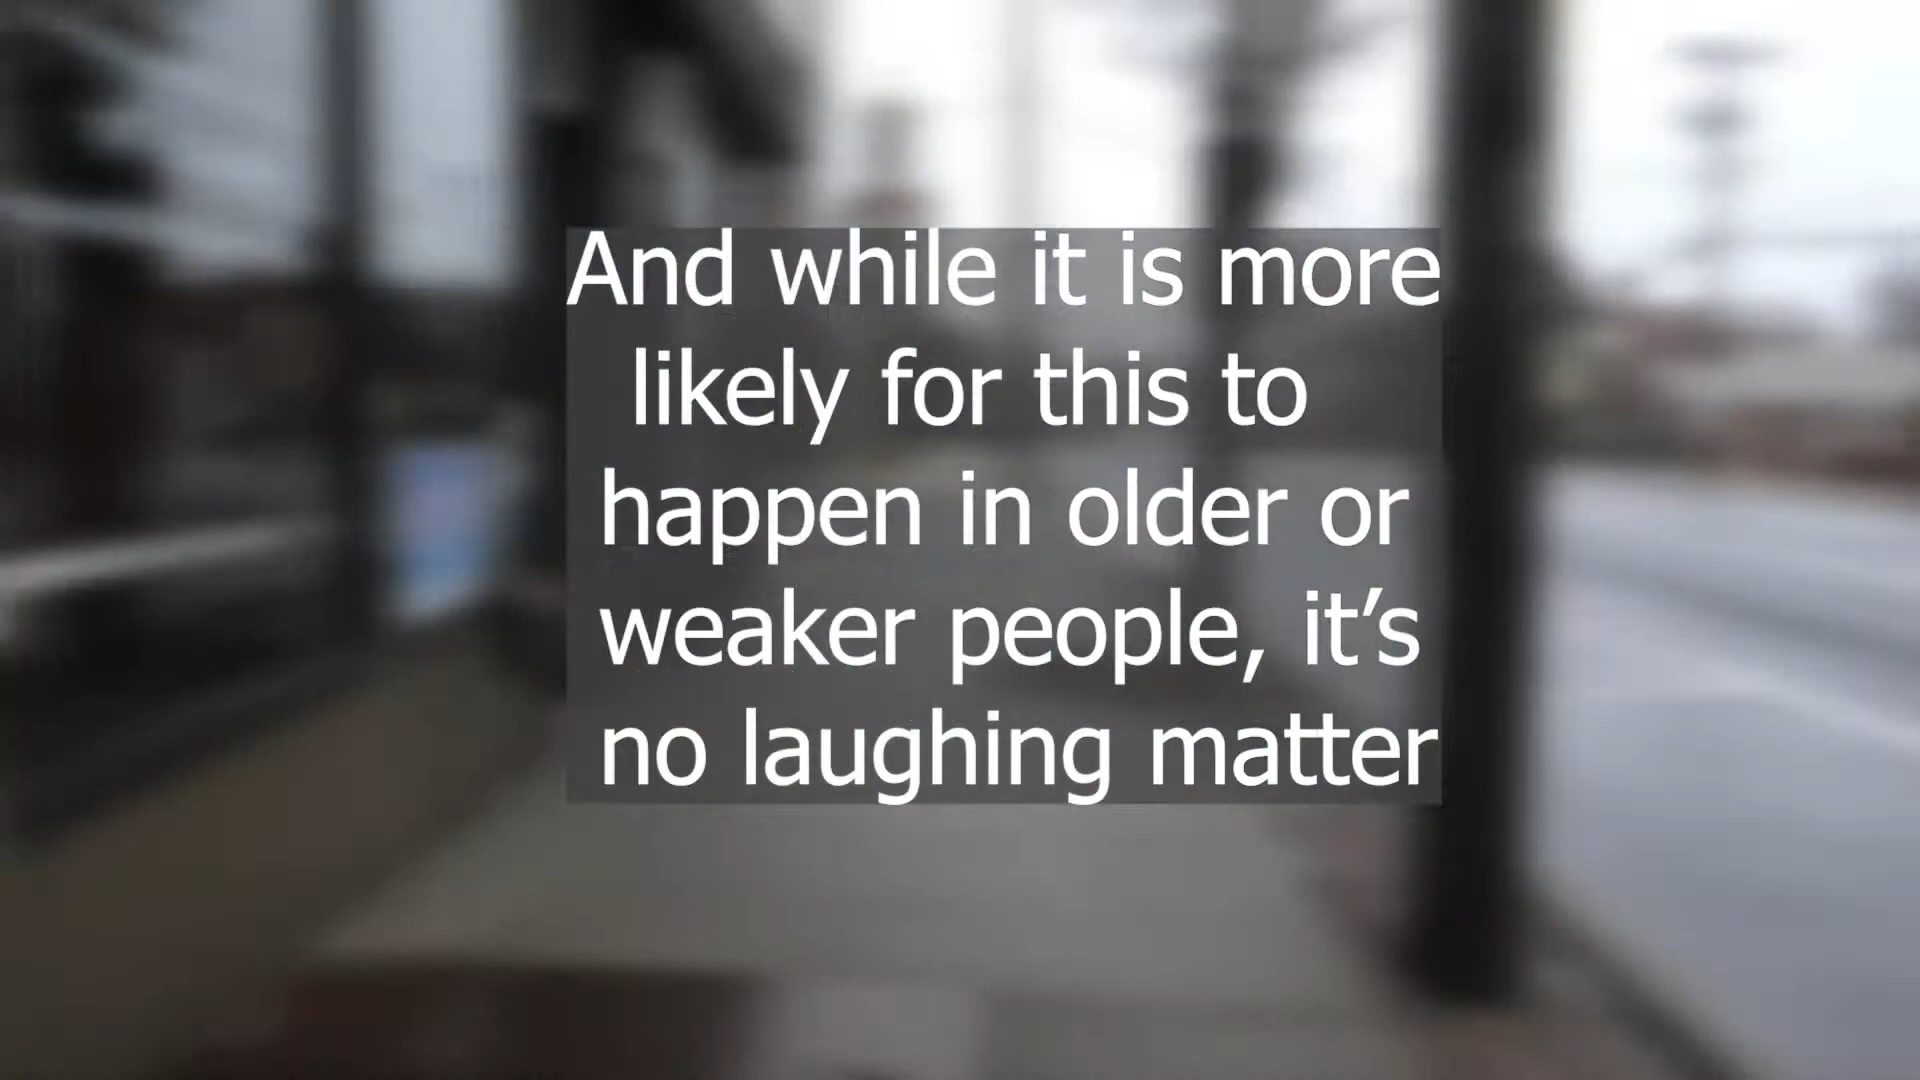 And while it is more
likely for this to
happen in older or
weaker people, it’s
no laughing matter